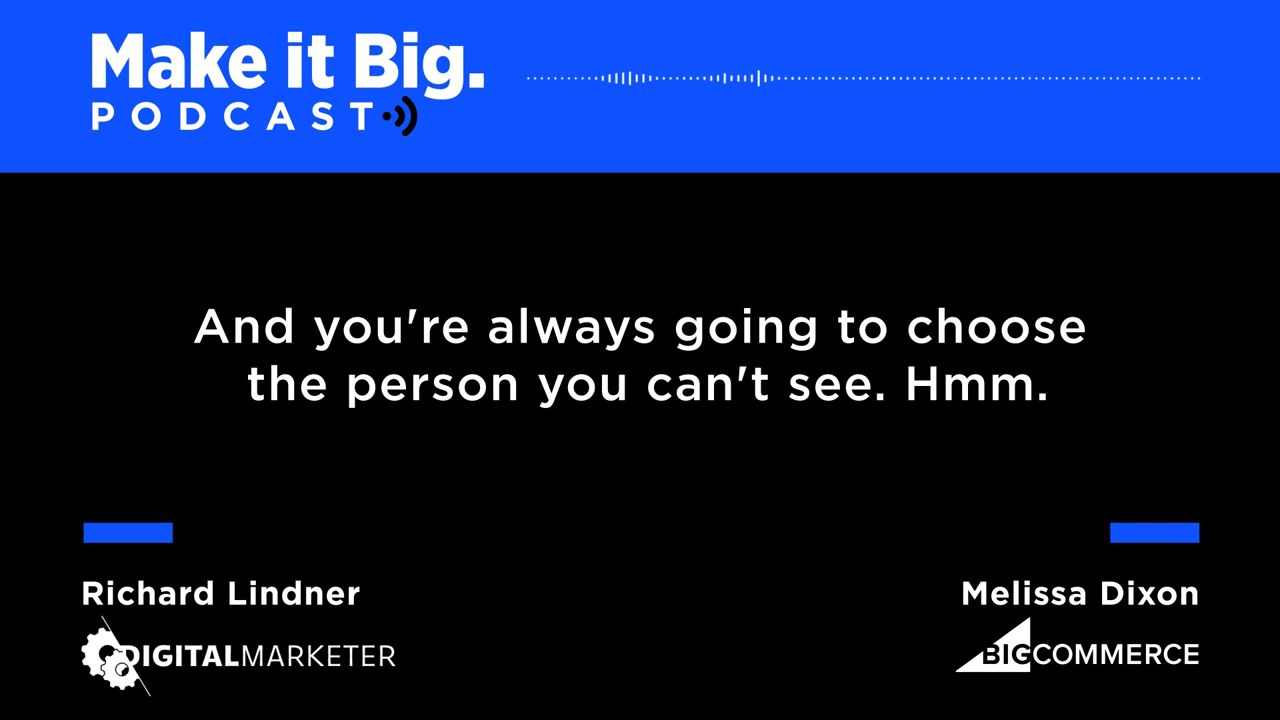 Make it Big.
PODCAST
And you're always going to choose
the person you can't see. Hmm.
Richard Lindner
Melissa Dixon
DIGITALMARKETER
BIGCOMMERCE